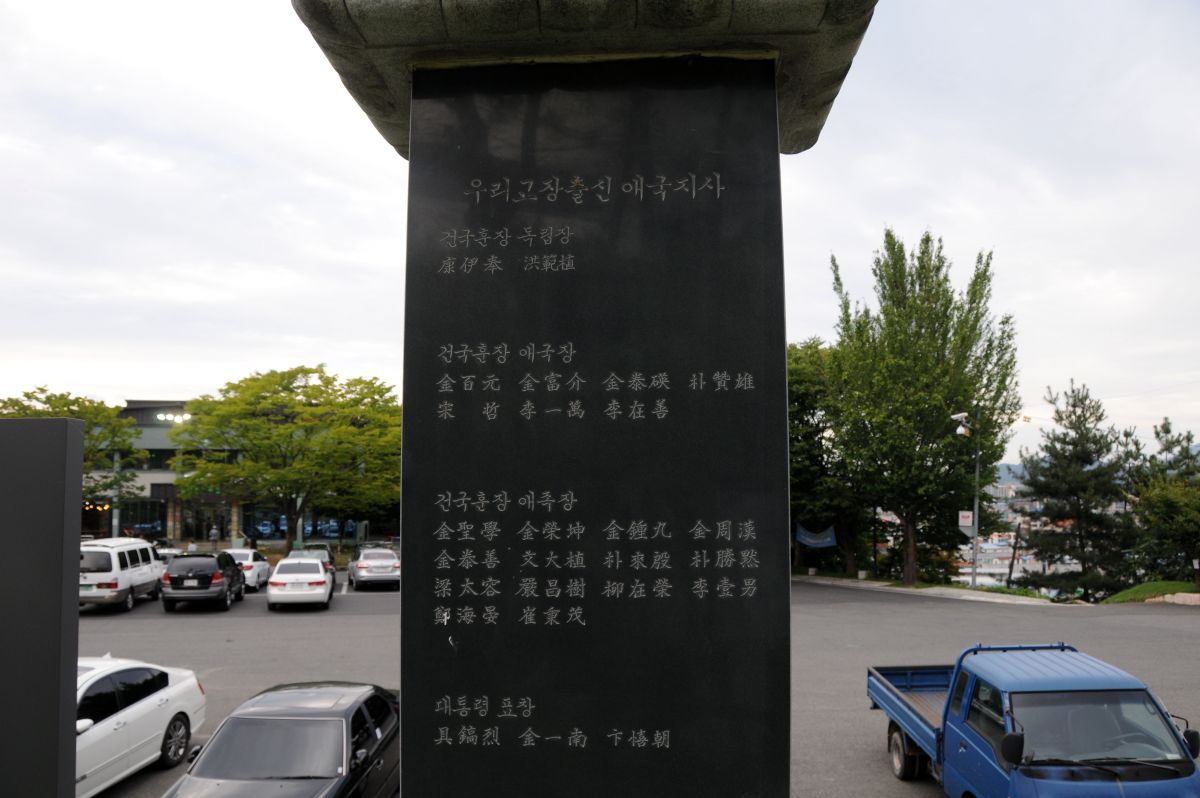 우리고장출신 애국지사
건국훈장 독립장
康伊奉 洪範植
건국훈장 애국장
金百元 金富介 金泰瑛 朴贊雄
宋 哲 李一萬 李在善
건국훈장 애족장
金聖學 金榮坤 金鍾九 金周漢
金泰善 文大植 朴來殷 朴勝默
梁太容 嚴昌樹 柳在榮 李壹男
鄭海晏 崔秉茂
대통령 표창
具鎬烈 金一南 卞憘朝